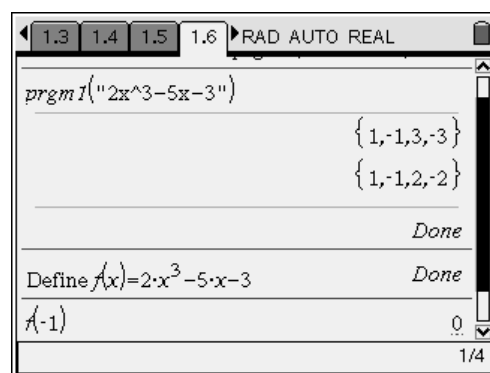 1.3 1.4 1.5 1.6 RAD AUTO REAL
prgm1("2x^3−5x−3")
{1,-1,3,-3}
{1,-1,2,-2}
Done
Define f(x)=2·x³−5·x−3 Done
f(-1) 0
1/4